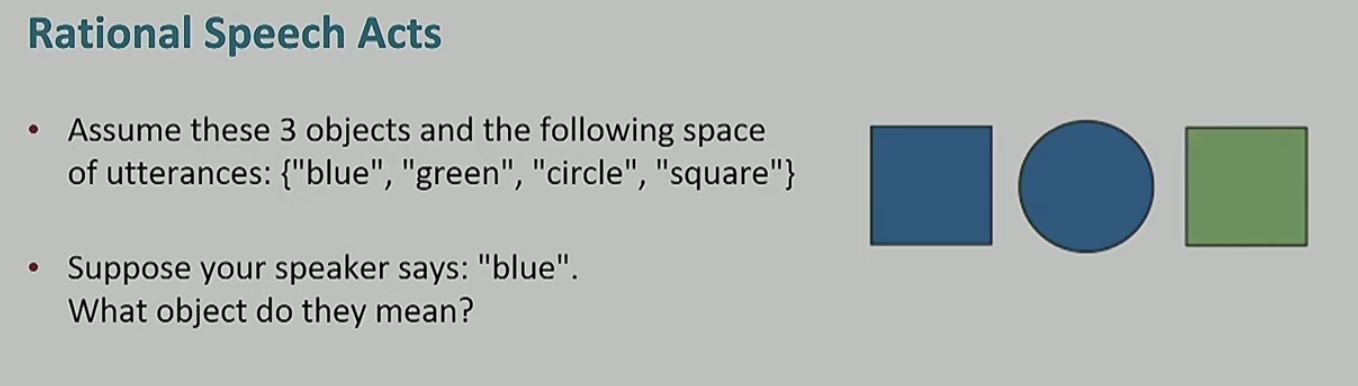 Rational Speech Acts
• Assume these 3 objects and the following space
of utterances: {"blue", "green", "circle", "square"}
• Suppose your speaker says: "blue".
What object do they mean?